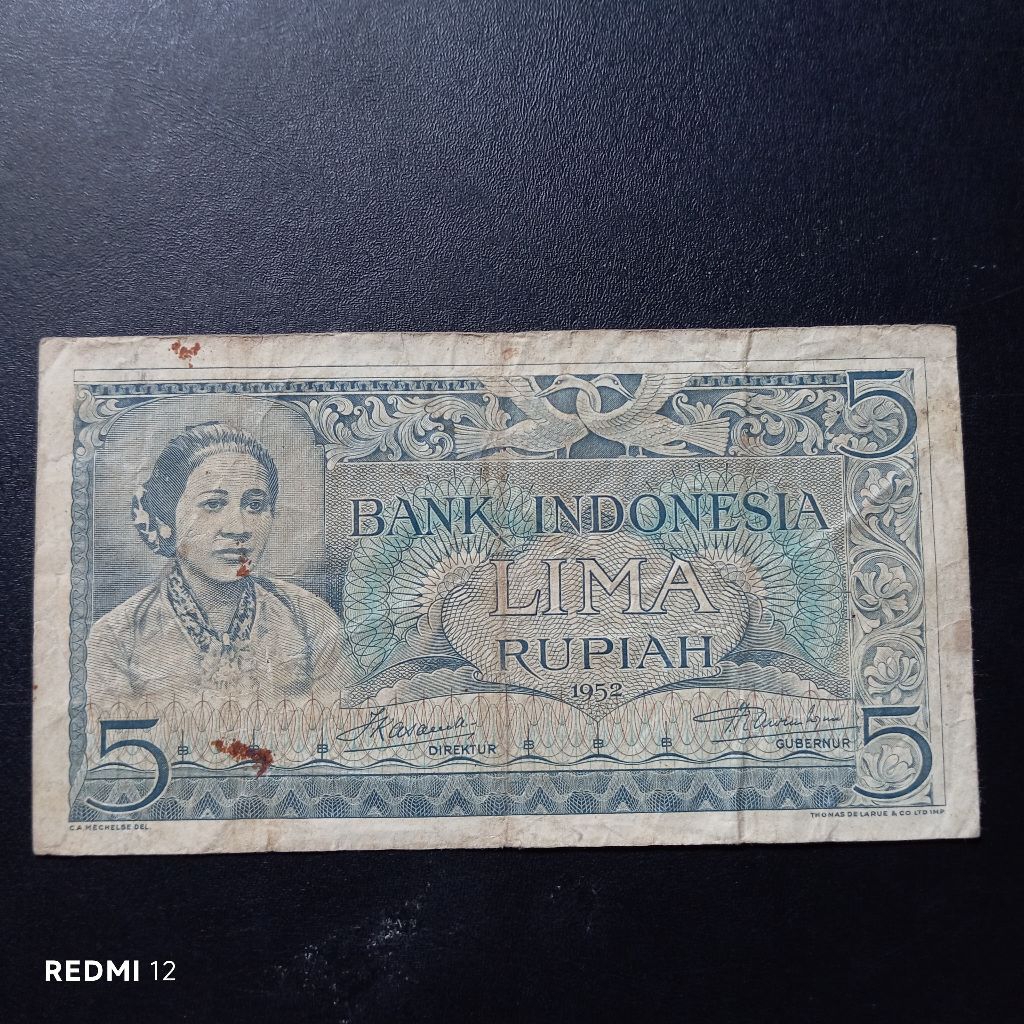 5
BANK INDONESIA
LIMA
RUPIAH
1952
5
B B B
DIREKTUR
B B B
GUBERNUR
5
C.A. MECHELSE DEL.
THOMAS DE LA RUE & CO LTD IMP.
REDMI 12